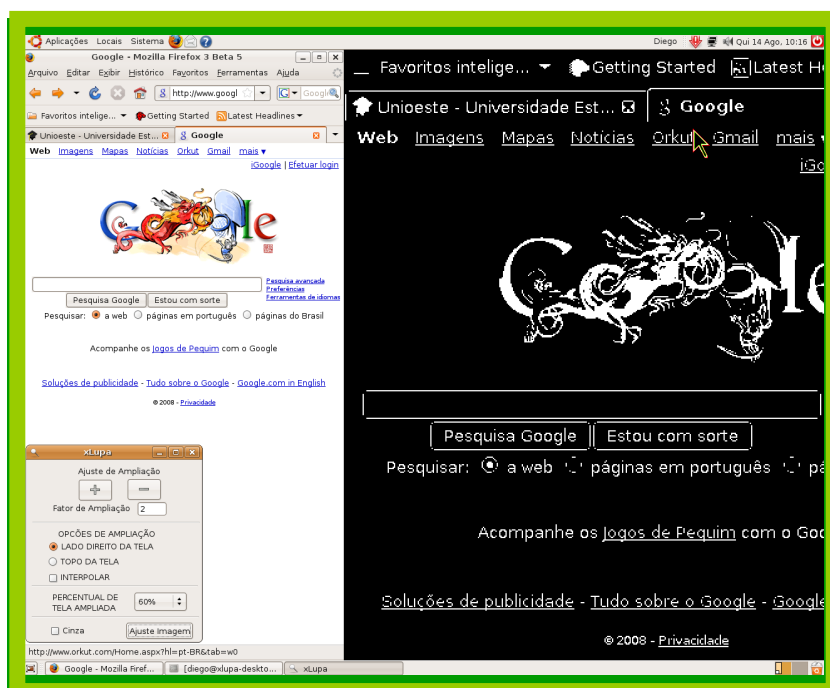 Aplicações Locais Sistema
Diego Qui 14 Ago, 10:16
Google - Mozilla Firefox 3 Beta 5
Arquivo Editar Exibir Histórico Favoritos Ferramentas Ajuda
http://www.googl Google
Favoritos intelige... Getting Started Latest Headlines
Unioeste - Universidade Est... Google
Web Imagens Mapas Notícias Orkut Gmail mais
iGoogle | Efetuar login
Google
Pesquisa avançada
Preferências
Ferramentas de idiomas
Pesquisa Google Estou com sorte
Pesquisar: a web páginas em português páginas do Brasil
Acompanhe os Jogos de Pequim com o Google
Soluções de publicidade - Tudo sobre o Google - Google.com in English
© 2008 - Privacidade
xLupa
Ajuste de Ampliação
Fator de Ampliação 2
OPCÕES DE AMPLIAÇÃO
LADO DIREITO DA TELA
TOPO DA TELA
INTERPOLAR
PERCENTUAL DE
TELA AMPLIADA 60%
Cinza Ajuste Imagem
http://www.orkut.com/Home.aspx?hl=pt-BR&tab=w0
Google - Mozilla Firef... [diego@xlupa-deskto... xLupa
Favoritos intelige... Getting Started Latest H
Unioeste - Universidade Est... Google
Web Imagens Mapas Notícias Orkut Gmail mais
iGo
Google
Pesquisa Google Estou com sorte
Pesquisar: a web páginas em português pá
Acompanhe os Jogos de Pequim com o Goo
Soluções de publicidade - Tudo sobre o Google - Google
© 2008 - Privacidade